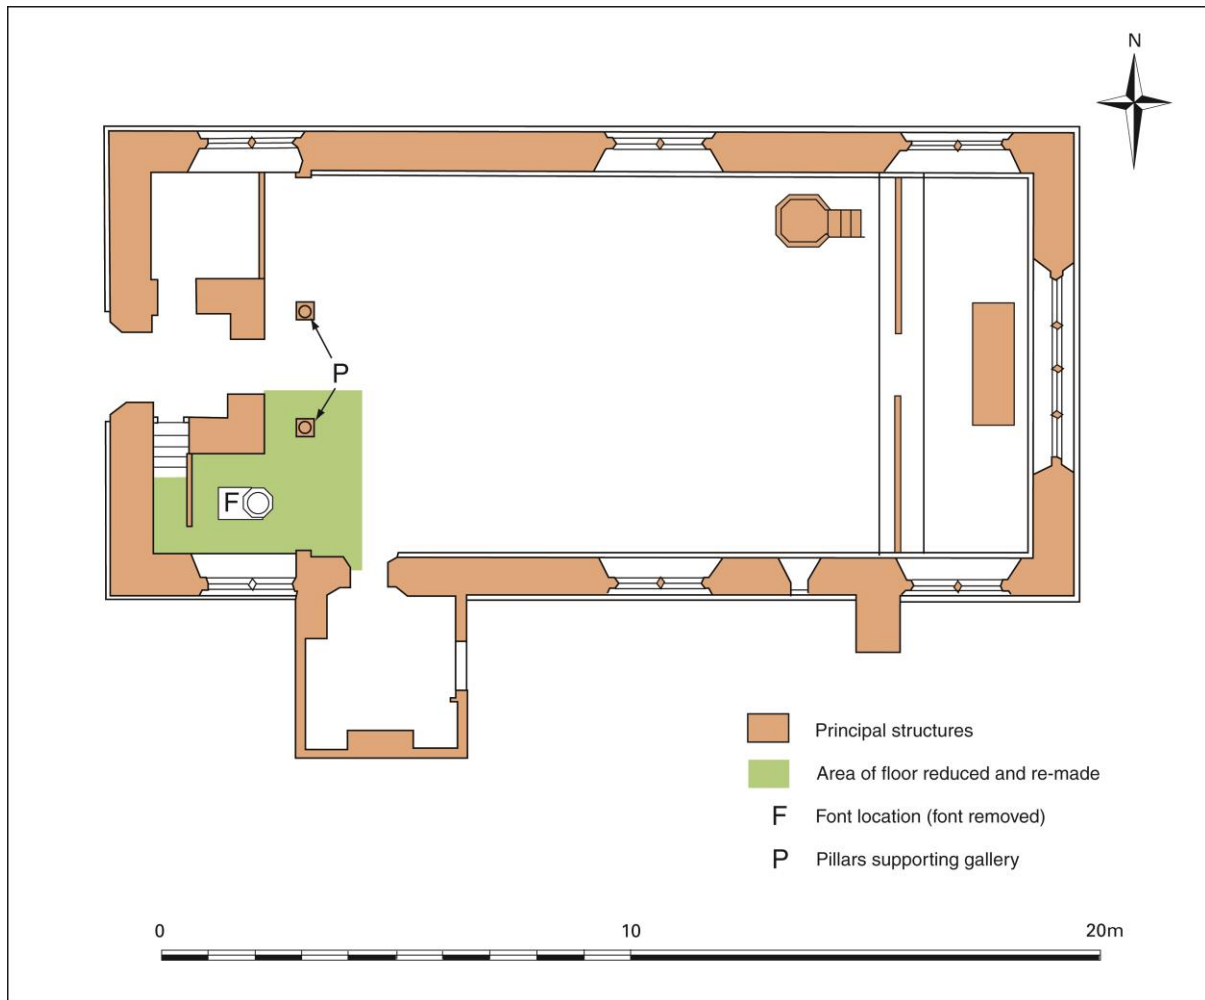 N
P
F
Principal structures
Area of floor reduced and re-made
F Font location (font removed)
P Pillars supporting gallery
0 10 20m